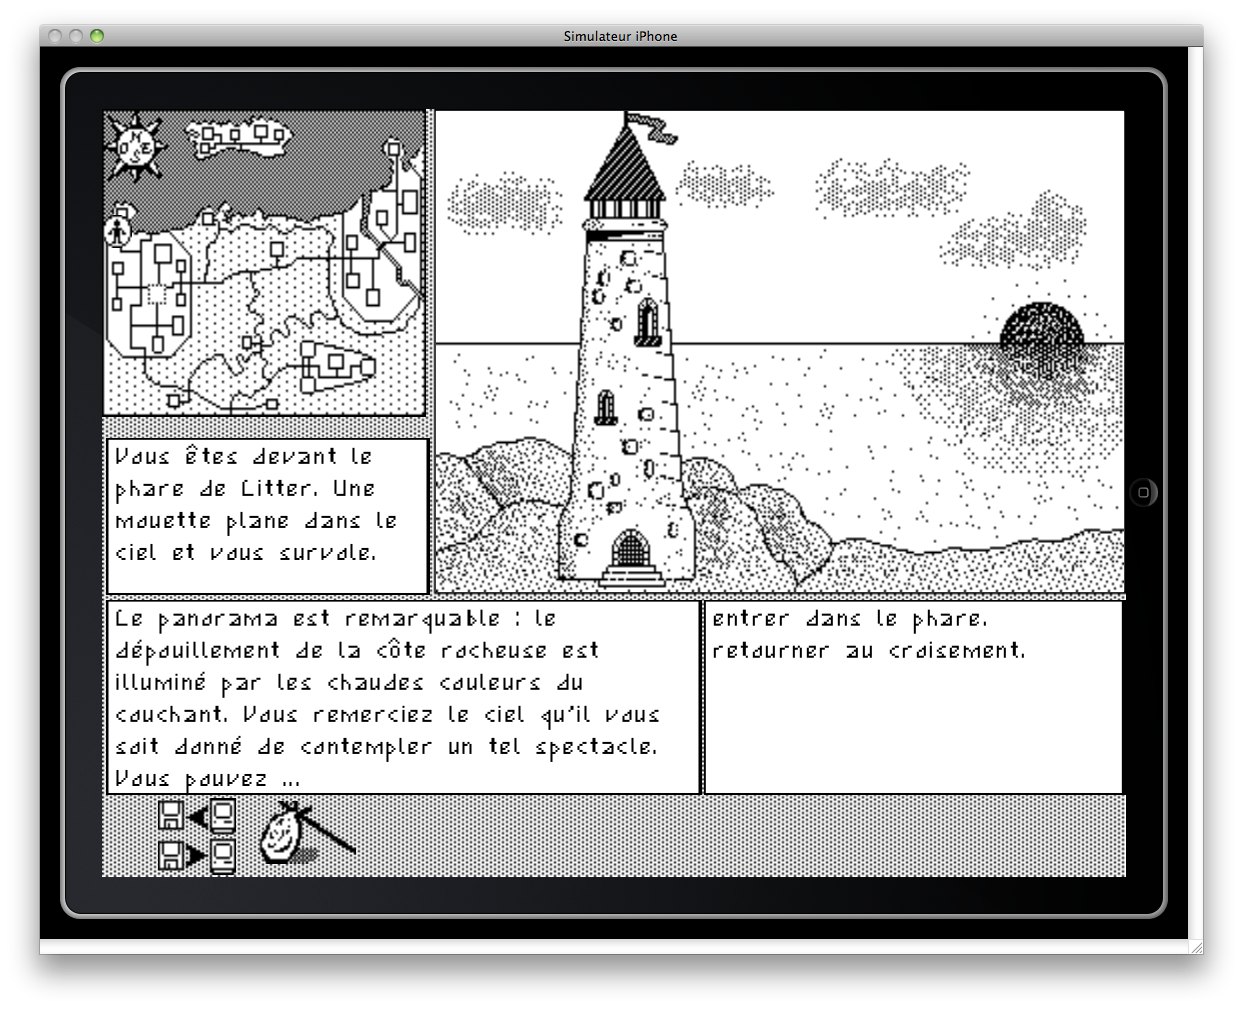 Simulateur iPhone
N
O E
S
Vous êtes devant le
phare de Litter. Une
mouette plane dans le
ciel et vous survole.
Le panorama est remarquable : le
dépouillement de la côte rocheuse est
illuminé par les chaudes couleurs du
couchant. Vous remerciez le ciel qu'il vous
soit donné de contempler un tel spectacle.
Vous pouvez ...
entrer dans le phare.
retourner au croisement.